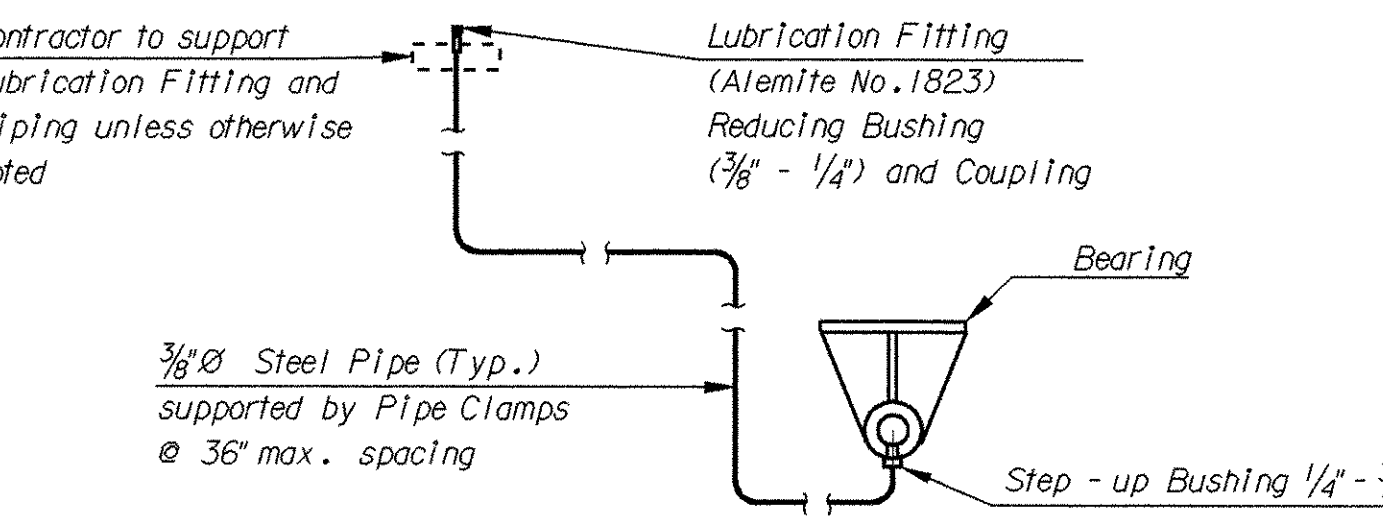 ontractor to support
ubrication Fitting and
iping unless otherwise
oted
Lubrication Fitting
(Alemite No.1823)
Reducing Bushing
(3/8" - 1/4") and Coupling
Bearing
3/8"Ø Steel Pipe (Typ.)
supported by Pipe Clamps
@ 36" max. spacing
Step - up Bushing 1/4" -